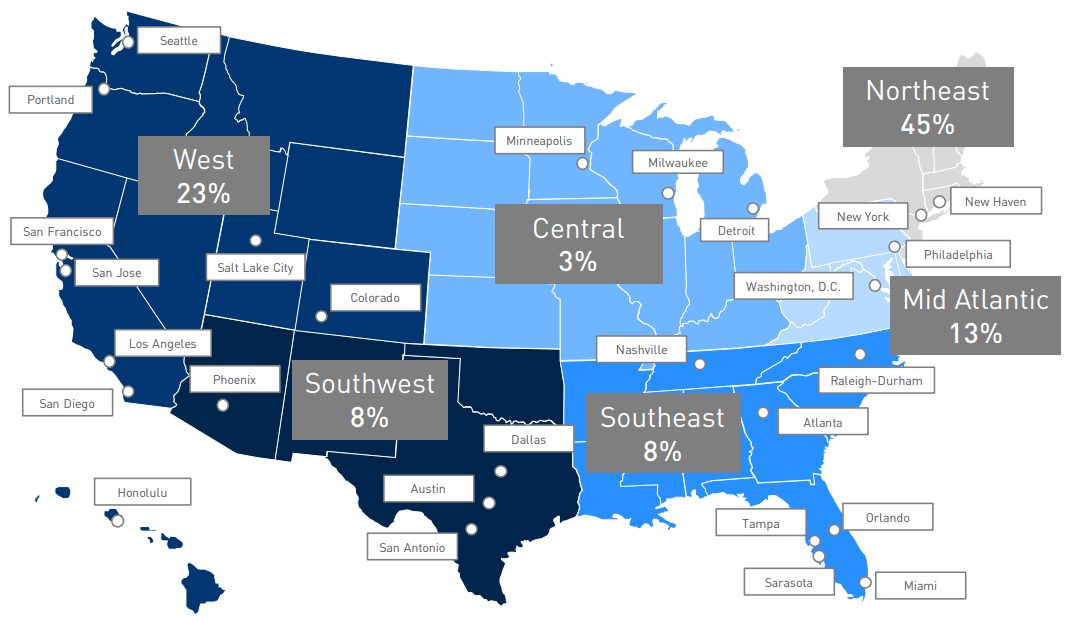 Seattle
Portland
West
23%
San Francisco
San Jose
Salt Lake City
Colorado
Los Angeles
San Diego
Phoenix
Honolulu
Southwest
8%
Dallas
Austin
San Antonio
Minneapolis
Milwaukee
Detroit
Central
3%
Northeast
45%
New Haven
New York
Philadelphia
Washington, D.C.
Mid Atlantic
13%
Nashville
Raleigh-Durham
Southeast
8%
Atlanta
Tampa
Orlando
Sarasota
Miami